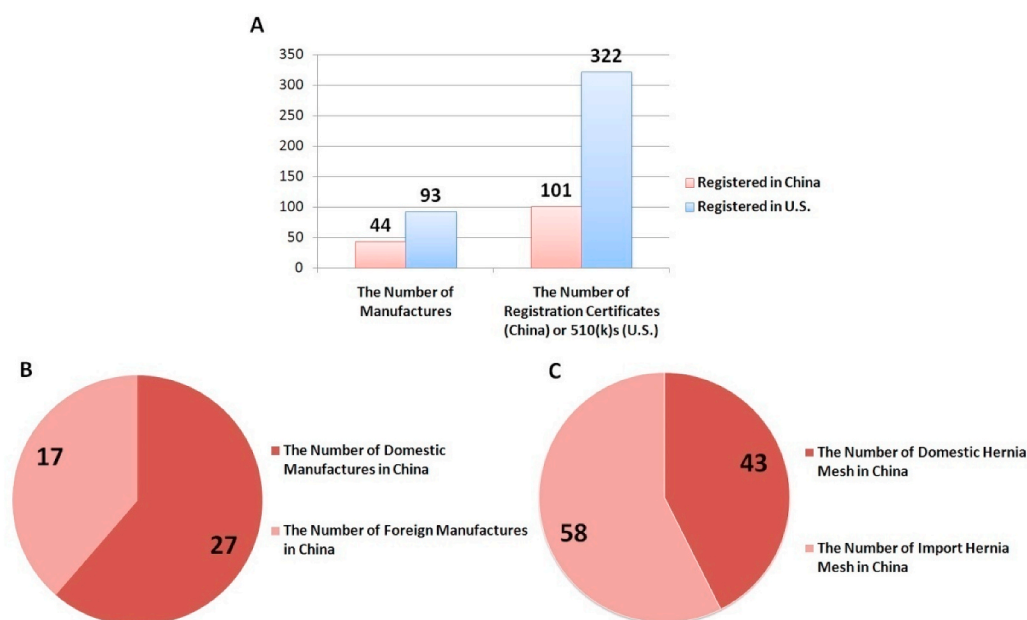 A
350
300
250
200
150
100
50
0
44
93
101
322
The Number of
Manufactures
The Number of
Registration Certificates
(China) or 510(k)s (U.S.)
Registered in China
Registered in U.S.
B
17
27
The Number of Domestic
Manufactures in China
The Number of Foreign Manufactures
in China
C
43
58
The Number of Domestic Hernia
Mesh in China
The Number of Import Hernia
Mesh in China